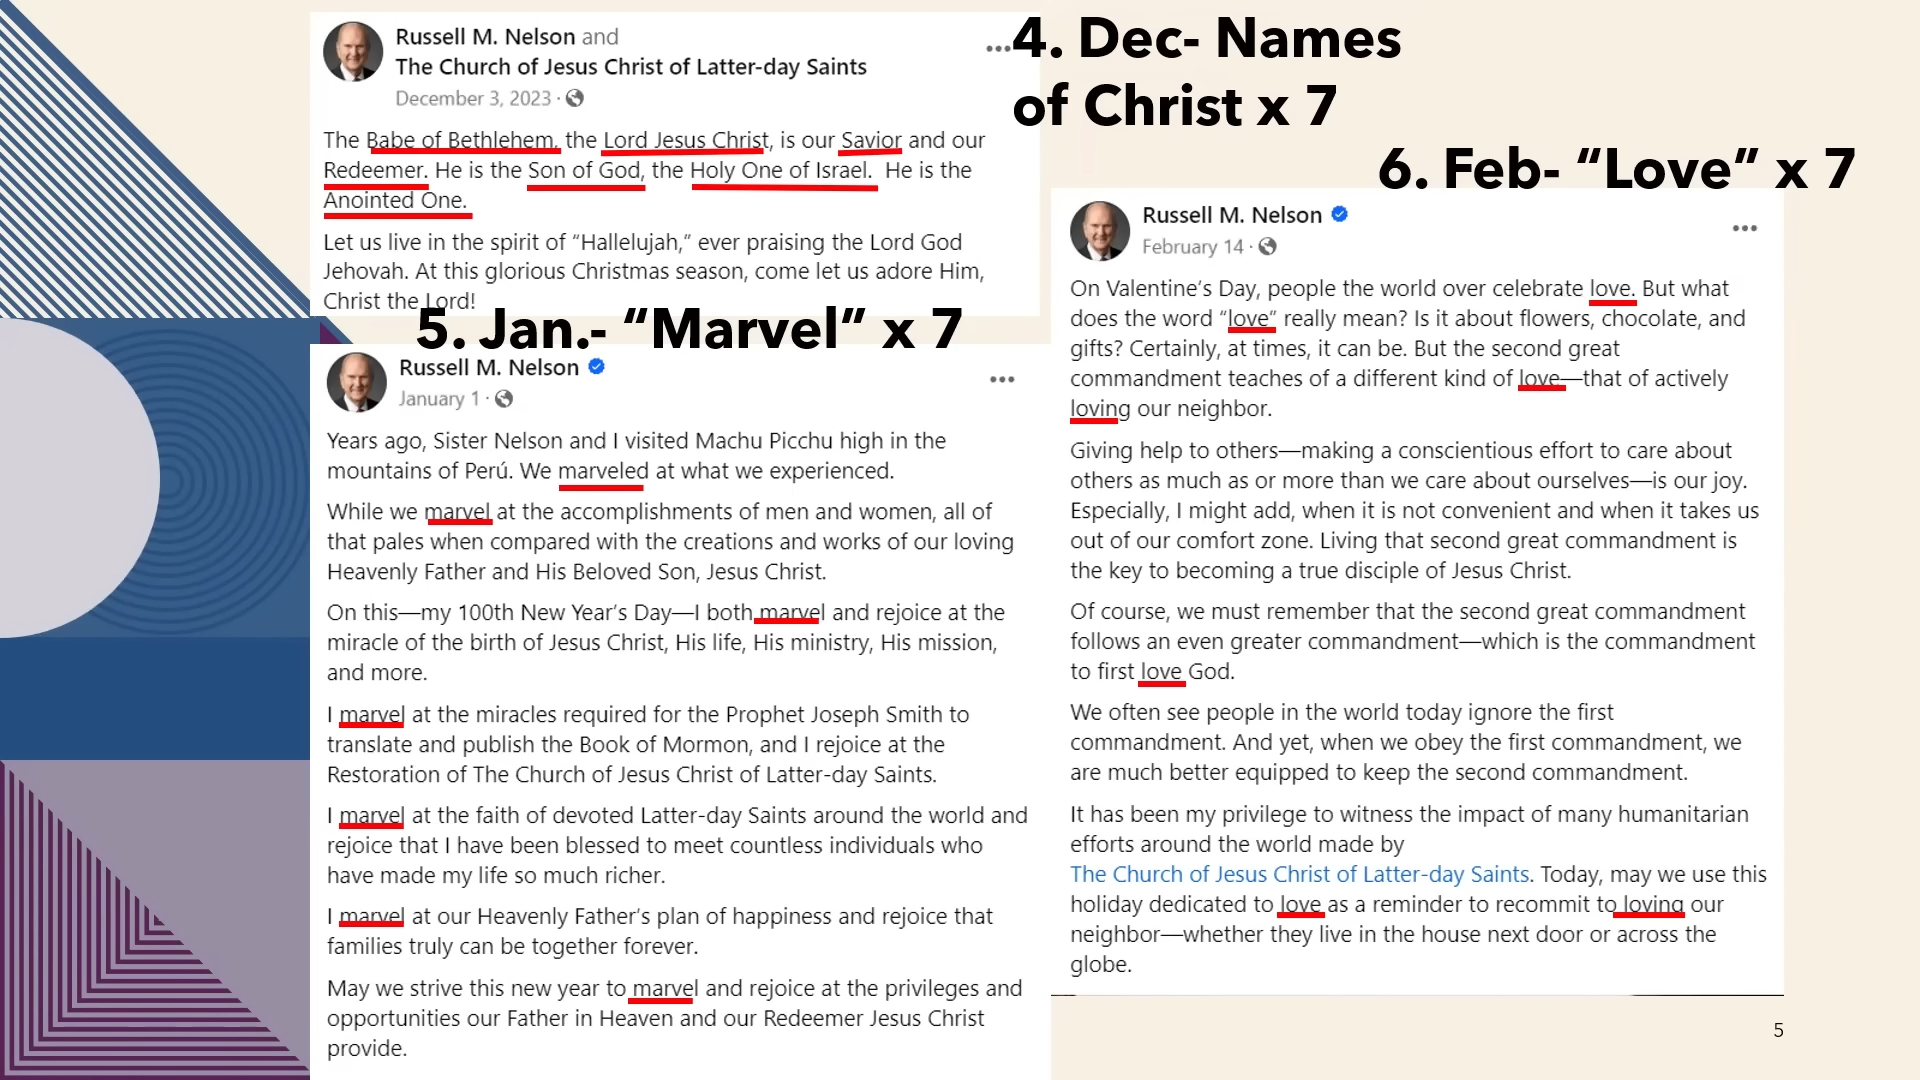 Russell M. Nelson and
The Church of Jesus Christ of Latter-day Saints
December 3, 2023 ·
The Babe of Bethlehem, the Lord Jesus Christ, is our Savior and our
Redeemer. He is the Son of God, the Holy One of Israel. He is the
Anointed One.
Let us live in the spirit of “Hallelujah,” ever praising the Lord God
Jehovah. At this glorious Christmas season, come let us adore Him,
Christ the Lord!
4. Dec- Names
of Christ x 7
5. Jan.- “Marvel” x 7
Russell M. Nelson
January 1 ·
Years ago, Sister Nelson and I visited Machu Picchu high in the
mountains of Perú. We marveled at what we experienced.
While we marvel at the accomplishments of men and women, all of
that pales when compared with the creations and works of our loving
Heavenly Father and His Beloved Son, Jesus Christ.
On this—my 100th New Year’s Day—I both marvel and rejoice at the
miracle of the birth of Jesus Christ, His life, His ministry, His mission,
and more.
I marvel at the miracles required for the Prophet Joseph Smith to
translate and publish the Book of Mormon, and I rejoice at the
Restoration of The Church of Jesus Christ of Latter-day Saints.
I marvel at the faith of devoted Latter-day Saints around the world and
rejoice that I have been blessed to meet countless individuals who
have made my life so much richer.
I marvel at our Heavenly Father’s plan of happiness and rejoice that
families truly can be together forever.
May we strive this new year to marvel and rejoice at the privileges and
opportunities our Father in Heaven and our Redeemer Jesus Christ
provide.
6. Feb- “Love” x 7
Russell M. Nelson
February 14 ·
On Valentine’s Day, people the world over celebrate love. But what
does the word “love” really mean? Is it about flowers, chocolate, and
gifts? Certainly, at times, it can be. But the second great
commandment teaches of a different kind of love—that of actively
loving our neighbor.
Giving help to others—making a conscientious effort to care about
others as much as or more than we care about ourselves—is our joy.
Especially, I might add, when it is not convenient and when it takes us
out of our comfort zone. Living that second great commandment is
the key to becoming a true disciple of Jesus Christ.
Of course, we must remember that the second great commandment
follows an even greater commandment—which is the commandment
to first love God.
We often see people in the world today ignore the first
commandment. And yet, when we obey the first commandment, we
are much better equipped to keep the second commandment.
It has been my privilege to witness the impact of many humanitarian
efforts around the world made by
The Church of Jesus Christ of Latter-day Saints. Today, may we use this
holiday dedicated to love as a reminder to recommit to loving our
neighbor—whether they live in the house next door or across the
globe.
5